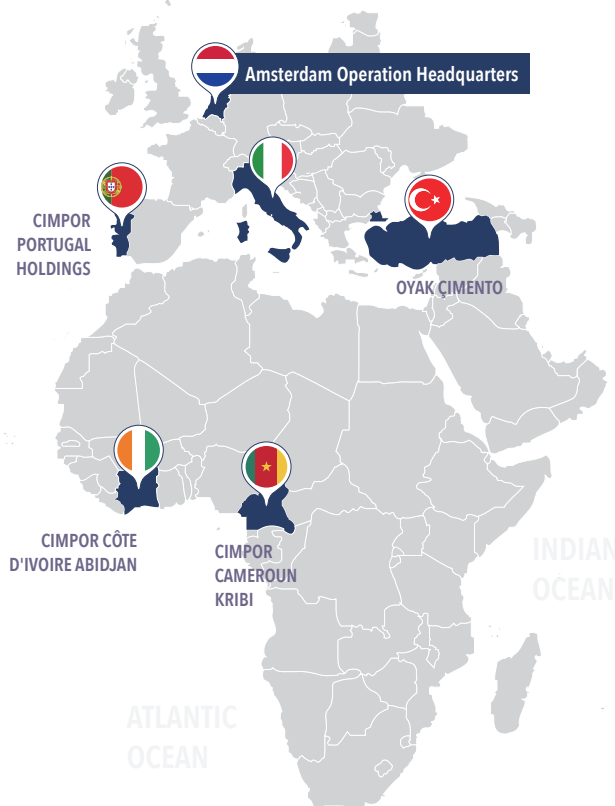 Amsterdam Operation Headquarters
CIMPOR
PORTUGAL
HOLDINGS
OYAK ÇIMENTO
CIMPOR CÔTE
D'IVOIRE ABIDJAN
CIMPOR
CAMEROUN
KRIBI
INDIAN
OCEAN
ATLANTIC
OCEAN